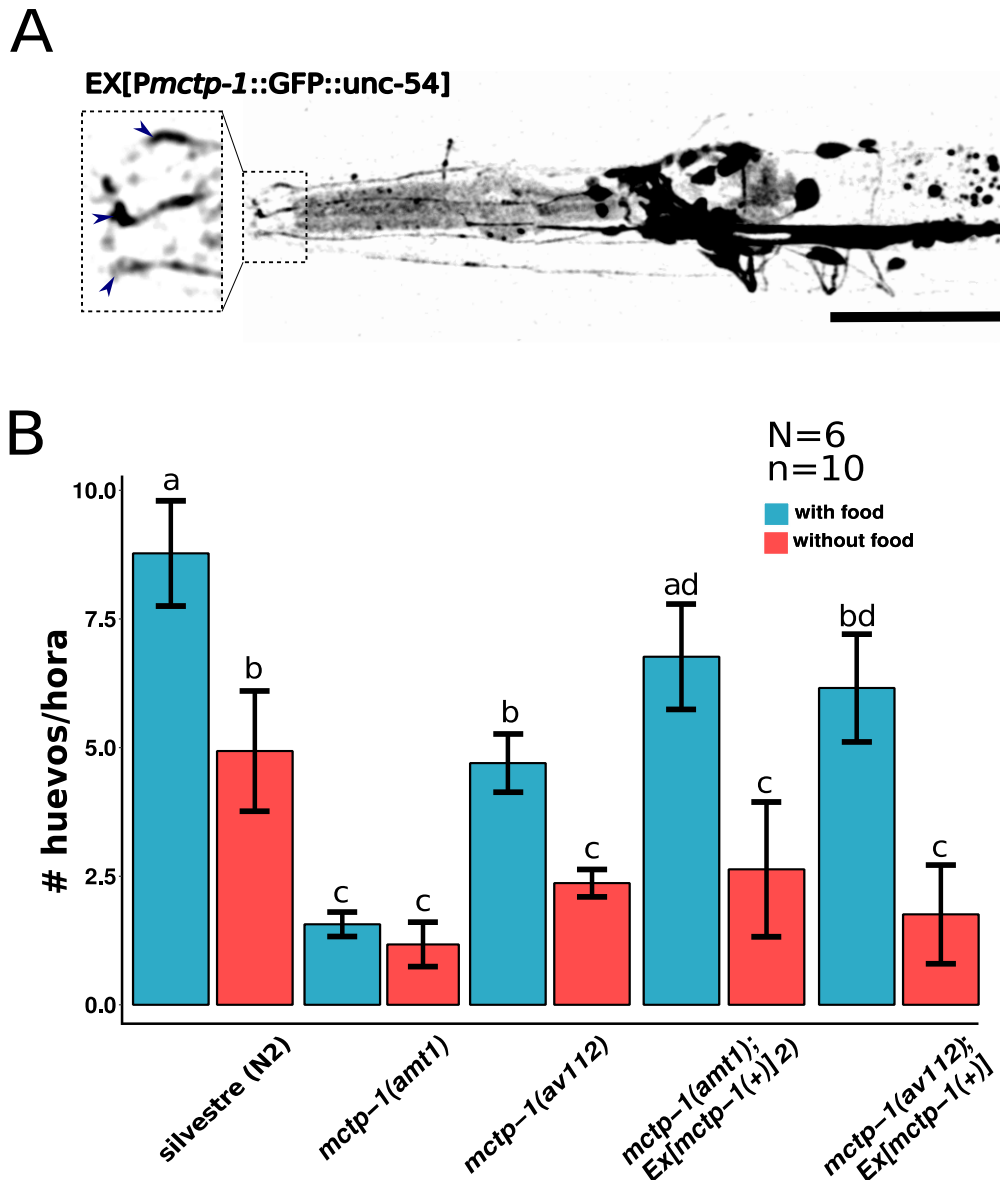 A
EX[Pmctp-1::GFP::unc-54]
B
N=6
n=10
with food
without food
# huevos/hora
10.0
7.5
5.0
2.5
0.0
a
b
c
c
b
c
ad
c
bd
c
silvestre (N2)
mctp-1(amt1)
mctp-1(av112)
mctp-1(amt1);
Ex[mctp-1(+)] 2)
mctp-1(av112);
Ex[mctp-1(+)]